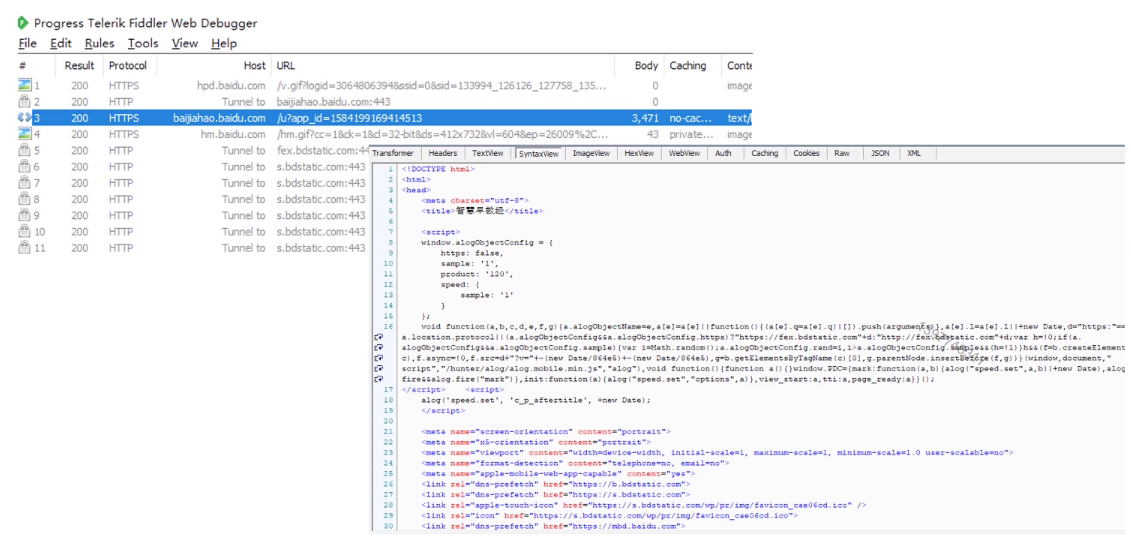 Progress Telerik Fiddler Web Debugger
File Edit Rules Tools View Help
# Result Protocol Host URL Body Caching Conte
1 200 HTTPS hpd.baidu.com /v.gif?logid=3064806394&ssid=0&sid=133994_126126_127758_135... 0 image
2 200 HTTP Tunnel to baijiahao.baidu.com:443 0
3 200 HTTPS baijiahao.baidu.com /u?app_id=1584199169414513 3,471 no-cac... text/
4 200 HTTPS hm.baidu.com /hm.gif?cc=1&ck=1&cl=32-bit&ds=412x732&vl=604&ep=26009%2C... 43 private... image
5 200 HTTP Tunnel to fex.bdstatic.com:44
6 200 HTTP Tunnel to s.bdstatic.com:443
7 200 HTTP Tunnel to s.bdstatic.com:443
8 200 HTTP Tunnel to s.bdstatic.com:443
9 200 HTTP Tunnel to s.bdstatic.com:443
10 200 HTTP Tunnel to s.bdstatic.com:443
11 200 HTTP Tunnel to s.bdstatic.com:443
Transformer Headers TextView SyntaxView ImageView HexView WebView Auth Caching Cookies Raw JSON XML
1 <!DOCTYPE html>
2 <html>
3 <head>
4 <meta charset="utf-8">
5 <title>智慧早教经</title>
6
7 <script>
8 window.alogObjectConfig = {
9 https: false,
10 sample: '1',
11 product: '120',
12 speed: {
13 sample: '1'
14 }
15 };
16 void function(a,b,c,d,e,f,g){a.alogObjectName=e,a[e]=a[e]||function(){(a[e].q=a[e].q||[]).push(arguments)},a[e].l=a[e].l||+new Date,d="https:"==
a.location.protocol||(a.alogObjectConfig&&a.alogObjectConfig.https)?"https://fex.bdstatic.com"+d:"http://fex.bdstatic.com"+d;var h=!0;if(a.
alogObjectConfig&&a.alogObjectConfig.sample){var i=Math.random();a.alogObjectConfig.rand=i,i>a.alogObjectConfig.sample&&(h=!1)}h&&(f=b.createElement
c),f.async=!0,f.src=d+"?v="+~(new Date/864e5)+~(new Date/864e5),g=b.getElementsByTagName(c)[0],g.parentNode.insertBefore(f,g))}(window,document,"
script","/hunter/alog/alog.mobile.min.js","alog"),void function(){function a(){}window.PDC={mark:function(a,b){alog("speed.set",a,b||+new Date),alog
fire&&alog.fire("mark")},init:function(a){alog("speed.set","options",a)},view_start:a,tti:a,page_ready:a}}();
17 </script> <script>
18 alog('speed.set', 'c_p_aftertitle', +new Date);
19 </script>
20
21 <meta name="screen-orientation" content="portrait">
22 <meta name="x5-orientation" content="portrait">
23 <meta name="viewport" content="width=device-width, initial-scale=1, maximum-scale=1, minimum-scale=1.0 user-scalable=no">
24 <meta name="format-detection" content="telephone=no, email=no">
25 <meta name="apple-mobile-web-app-capable" content="yes">
26 <link rel="dns-prefetch" href="https://b.bdstatic.com">
27 <link rel="dns-prefetch" href="https://s.bdstatic.com">
28 <link rel="apple-touch-icon" href="https://s.bdstatic.com/wp/pr/img/favicon_cae06cd.ico" />
29 <link rel="icon" href="https://s.bdstatic.com/wp/pr/img/favicon_cae06cd.ico">
30 <link rel="dns-prefetch" href="https://mbd.baidu.com">